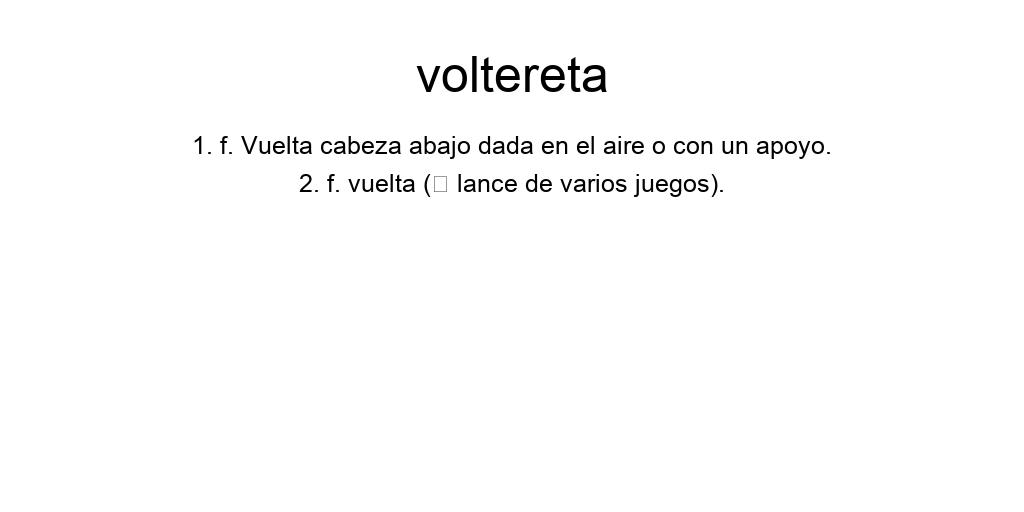 voltereta
1. f. Vuelta cabeza abajo dada en el aire o con un apoyo.
2. f. vuelta (□ lance de varios juegos).